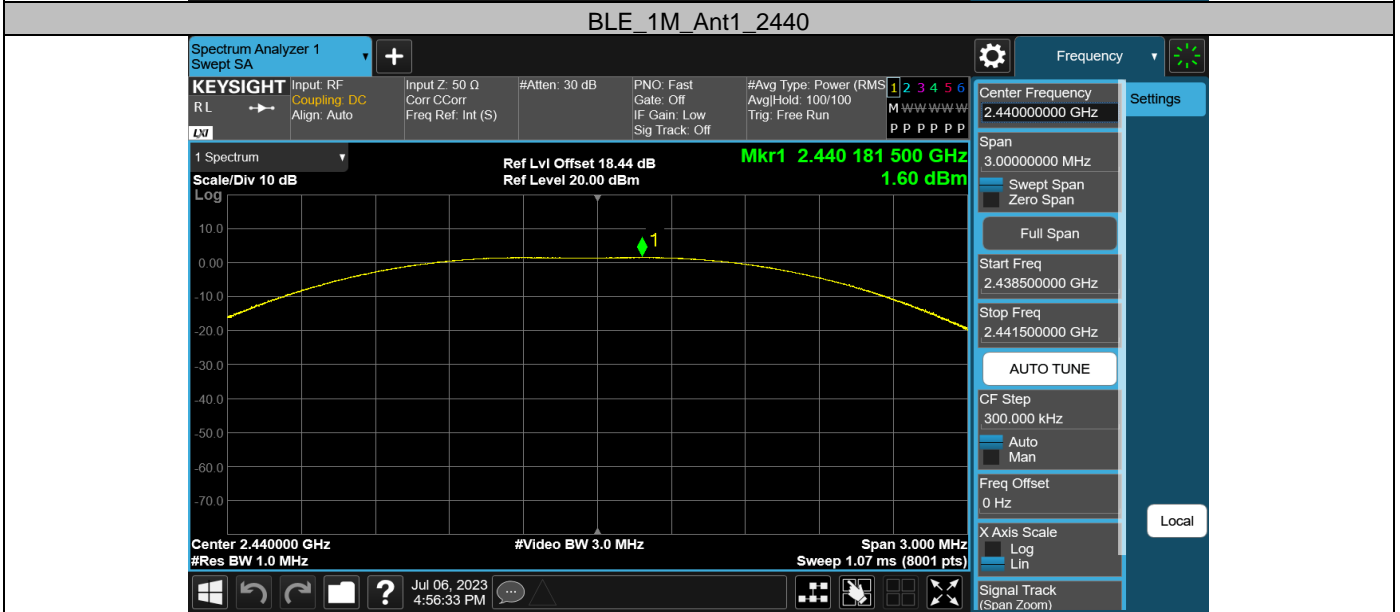 BLE_1M_Ant1_2440
Spectrum Analyzer 1
Swept SA
+
Frequency
KEYSIGHT
RL
LXI
Input: RF
Coupling: DC
Align: Auto
Input Z: 50 Ω
Corr CCorr
Freq Ref: Int (S)
#Atten: 30 dB
PNO: Fast
Gate: Off
IF Gain: Low
Sig Track: Off
#Avg Type: Power (RMS
Avg|Hold: 100/100
Trig: Free Run
1 2 3 4 5 6
M W W W W W
P P P P P P
1 Spectrum
Scale/Div 10 dB
Ref Lvl Offset 18.44 dB
Ref Level 20.00 dBm
Mkr1 2.440 181 500 GHz
1.60 dBm
Log
10.0
0.00
-10.0
-20.0
-30.0
-40.0
-50.0
-60.0
-70.0
1
Center 2.440000 GHz
#Res BW 1.0 MHz
#Video BW 3.0 MHz
Span 3.000 MHz
Sweep 1.07 ms (8001 pts)
Center Frequency
2.440000000 GHz
Settings
Span
3.00000000 MHz
Swept Span
Zero Span
Full Span
Start Freq
2.438500000 GHz
Stop Freq
2.441500000 GHz
AUTO TUNE
CF Step
300.000 kHz
Auto
Man
Freq Offset
0 Hz
X Axis Scale
Log
Lin
Local
Signal Track
(Span Zoom)
?
Jul 06, 2023
4:56:33 PM